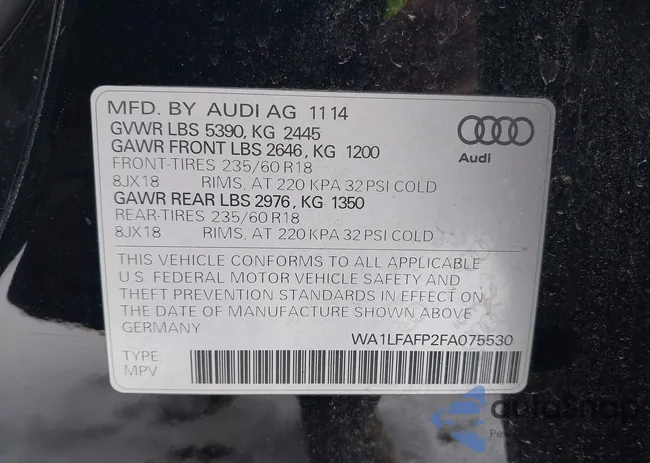 MFD. BY AUDI AG 11 14
GVWR LBS 5390, KG 2445
GAWR FRONT LBS 2646, KG 1200
FRONT-TIRES 235/60 R18
8JX18 RIMS, AT 220 KPA 32 PSI COLD
GAWR REAR LBS 2976, KG 1350
REAR-TIRES 235/60 R18
8JX18 RIMS, AT 220 KPA 32 PSI COLD
Audi
THIS VEHICLE CONFORMS TO ALL APPLICABLE
U.S. FEDERAL MOTOR VEHICLE SAFETY AND
THEFT PREVENTION STANDARDS IN EFFECT ON
THE DATE OF MANUFACTURE SHOWN ABOVE
GERMANY
WA1LFAFP2FA075530
TYPE:
MPV
autosnap